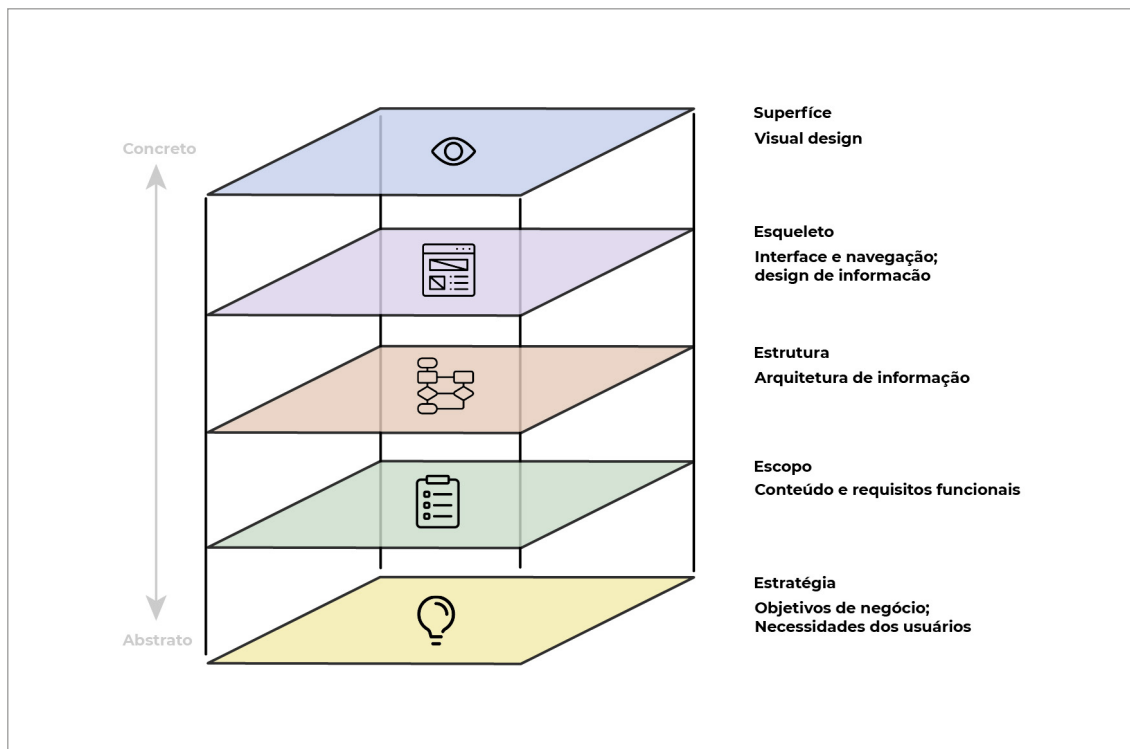 Concreto
Abstrato
Superfíce
Visual design
Esqueleto
Interface e navegação;
design de informacão
Estrutura
Arquitetura de informação
Escopo
Conteúdo e requisitos funcionais
Estratégia
Objetivos de negócio;
Necessidades dos usuários